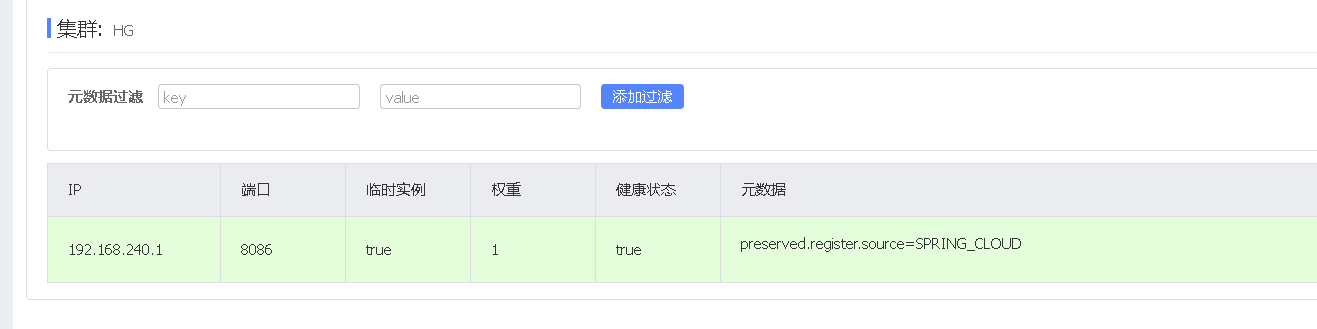 集群: HG
元数据过滤 key value 添加过滤
IP 端口 临时实例 权重 健康状态 元数据
192.168.240.1 8086 true 1 true preserved.register.source=SPRING_CLOUD